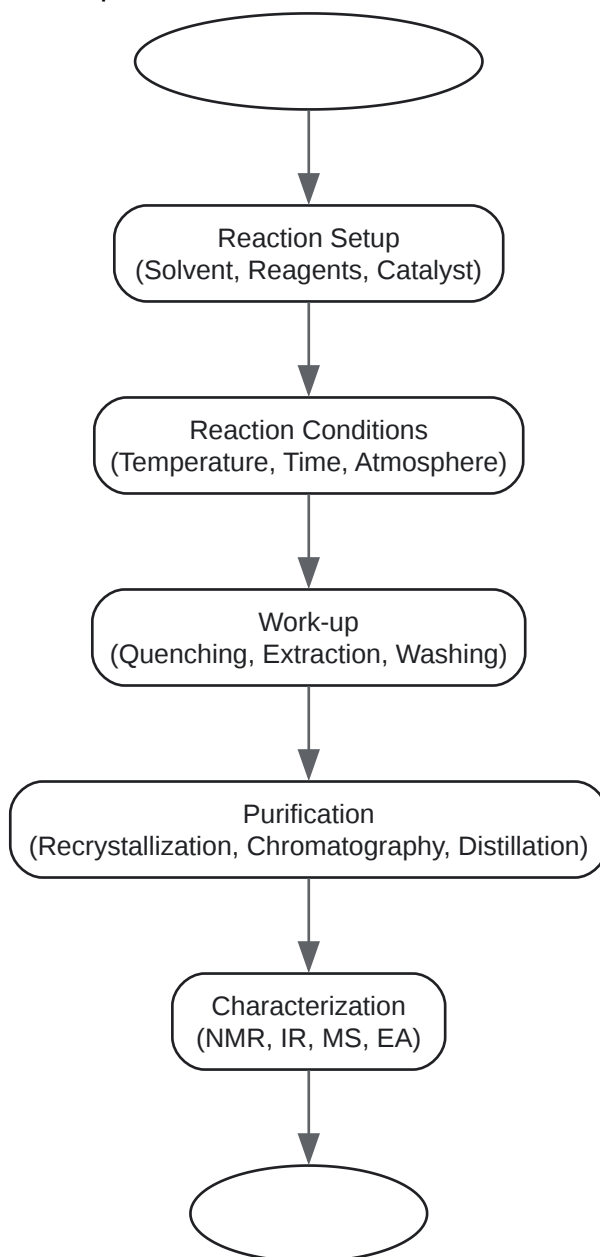 Reaction Setup
(Solvent, Reagents, Catalyst)
Reaction Conditions
(Temperature, Time, Atmosphere)
Work-up
(Quenching, Extraction, Washing)
Purification
(Recrystallization, Chromatography, Distillation)
Characterization
(NMR, IR, MS, EA)